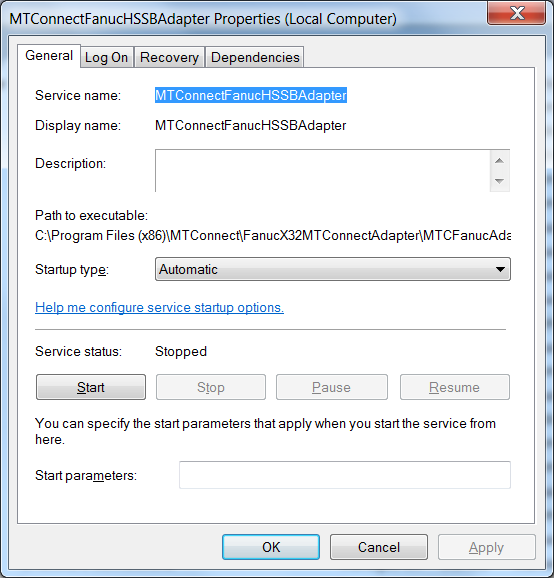 MTConnectFanucHSSBAdapter Properties (Local Computer)
General Log On Recovery Dependencies
Service name: MTConnectFanucHSSBAdapter
Display name: MTConnectFanucHSSBAdapter
Description:
Path to executable:
C:\Program Files (x86)\MTConnect\FanucX32MTConnectAdapter\MTCFanucAda
Startup type: Automatic
Help me configure service startup options.
Service status: Stopped
Start Stop Pause Resume
You can specify the start parameters that apply when you start the service from
here.
Start parameters:
OK Cancel Apply